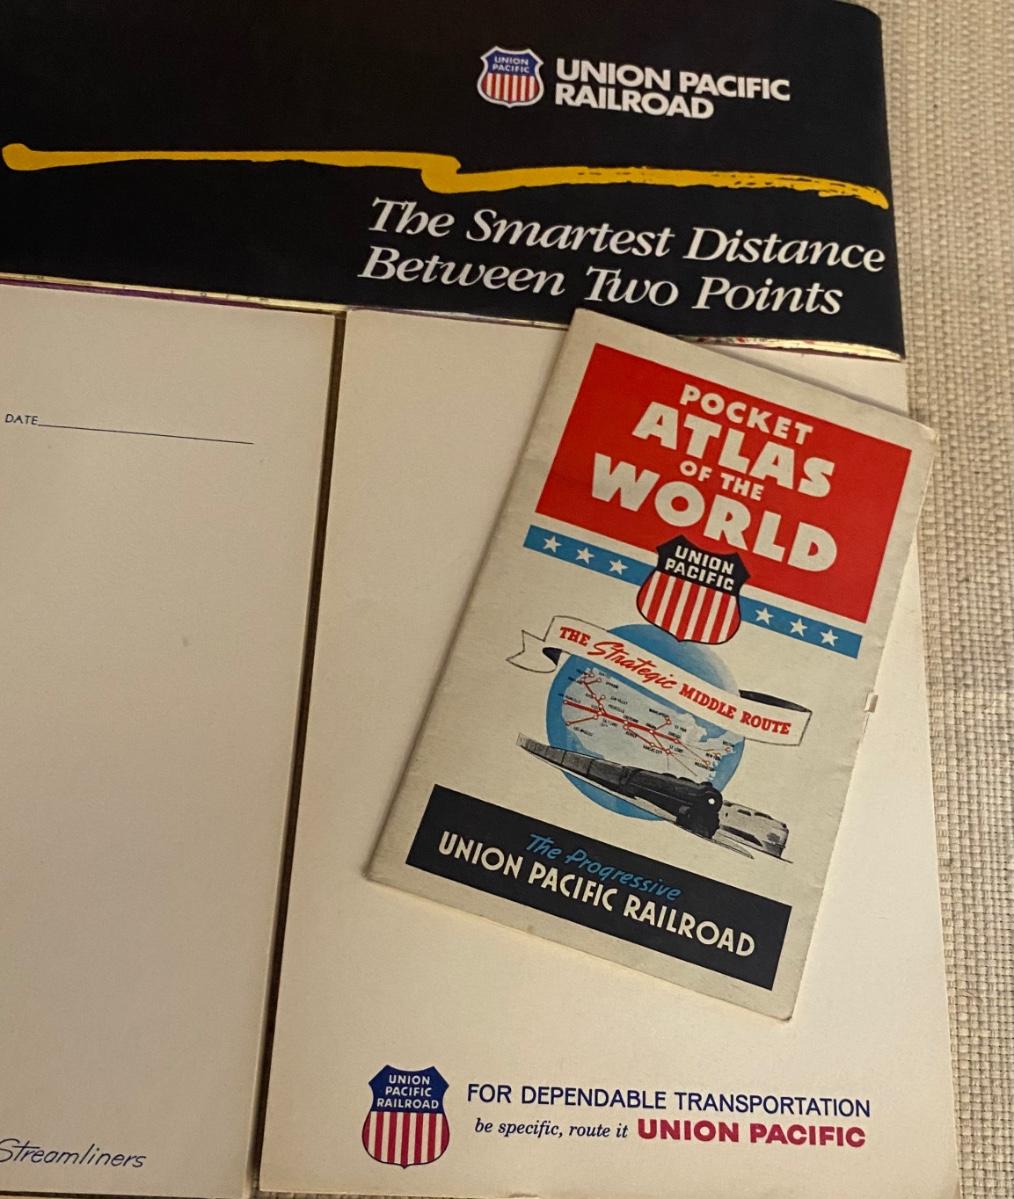 UNION
PACIFIC
UNION PACIFIC
RAILROAD
The Smartest Distance
Between Two Points
DATE
POCKET
ATLAS
OF THE
WORLD
UNION
PACIFIC
THE Strategic MIDDLE ROUTE
The Progressive
UNION PACIFIC RAILROAD
Streamliners
UNION
PACIFIC
RAILROAD
FOR DEPENDABLE TRANSPORTATION
be specific, route it UNION PACIFIC